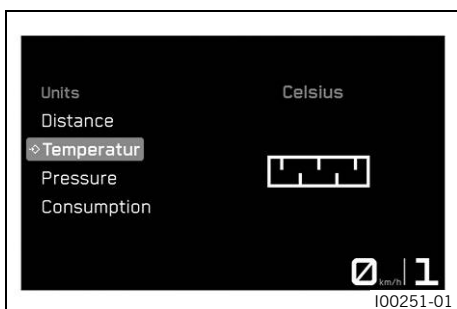 Units
Celsius
Distance
Temperatur
Pressure
Consumption
0 km/h 1
I00251-01